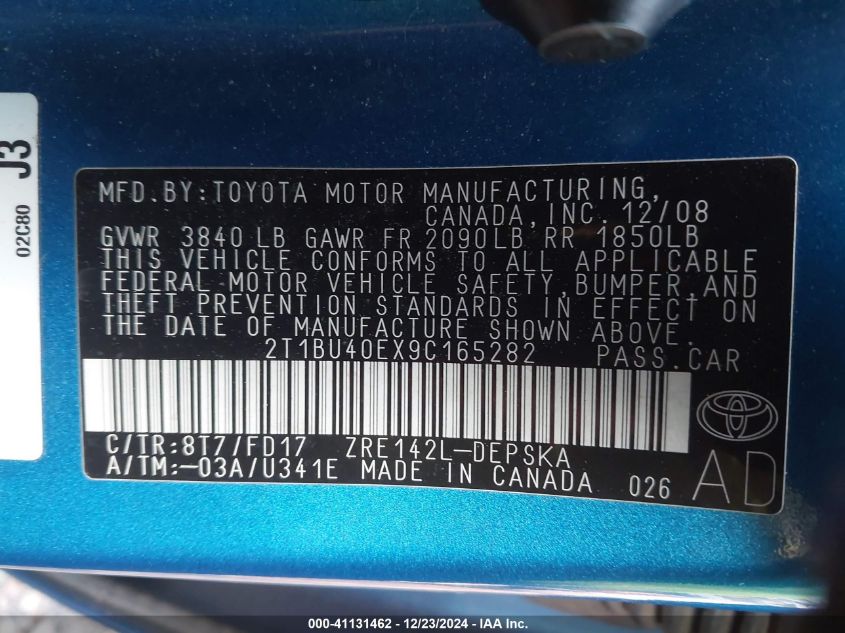 J3
02C80
MFD.BY:TOYOTA MOTOR MANUFACTURING,
CANADA,INC. 12/08
GVWR 3840 LB GAWR FR 2090LB,RR 1850LB
THIS VEHICLE CONFORMS TO ALL APPLICABLE
FEDERAL MOTOR VEHICLE SAFETY,BUMPER,AND
THEFT PREVENTION STANDARDS IN EFFECT ON
THE DATE OF MANUFACTURE SHOWN ABOVE.
2T1BU40EX9C165282 PASS.CAR
C/TR:8T7/FD17 ZRE142L-DEPSKA
A/TM:-03A/U341E MADE IN CANADA 026
AD
000-41131462 - 12/23/2024 - IAA Inc.